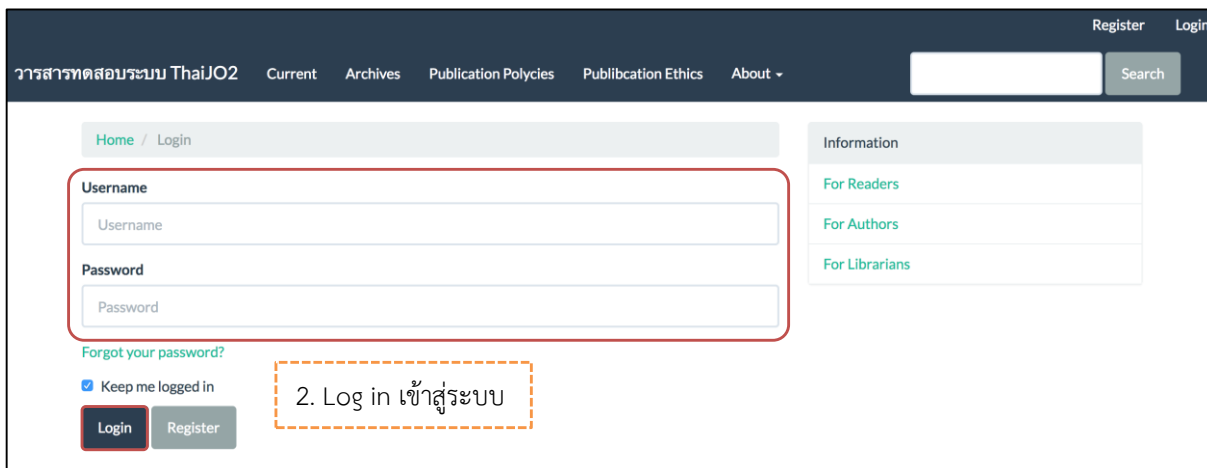 Register Login
วารสารทดสอบระบบ ThaiJO2 Current Archives Publication Polycies Publibcation Ethics About Search
Home / Login
Username
Username
Password
Password
Forgot your password?
Keep me logged in
Login Register
2. Log in เข้าสู่ระบบ
Information
For Readers
For Authors
For Librarians